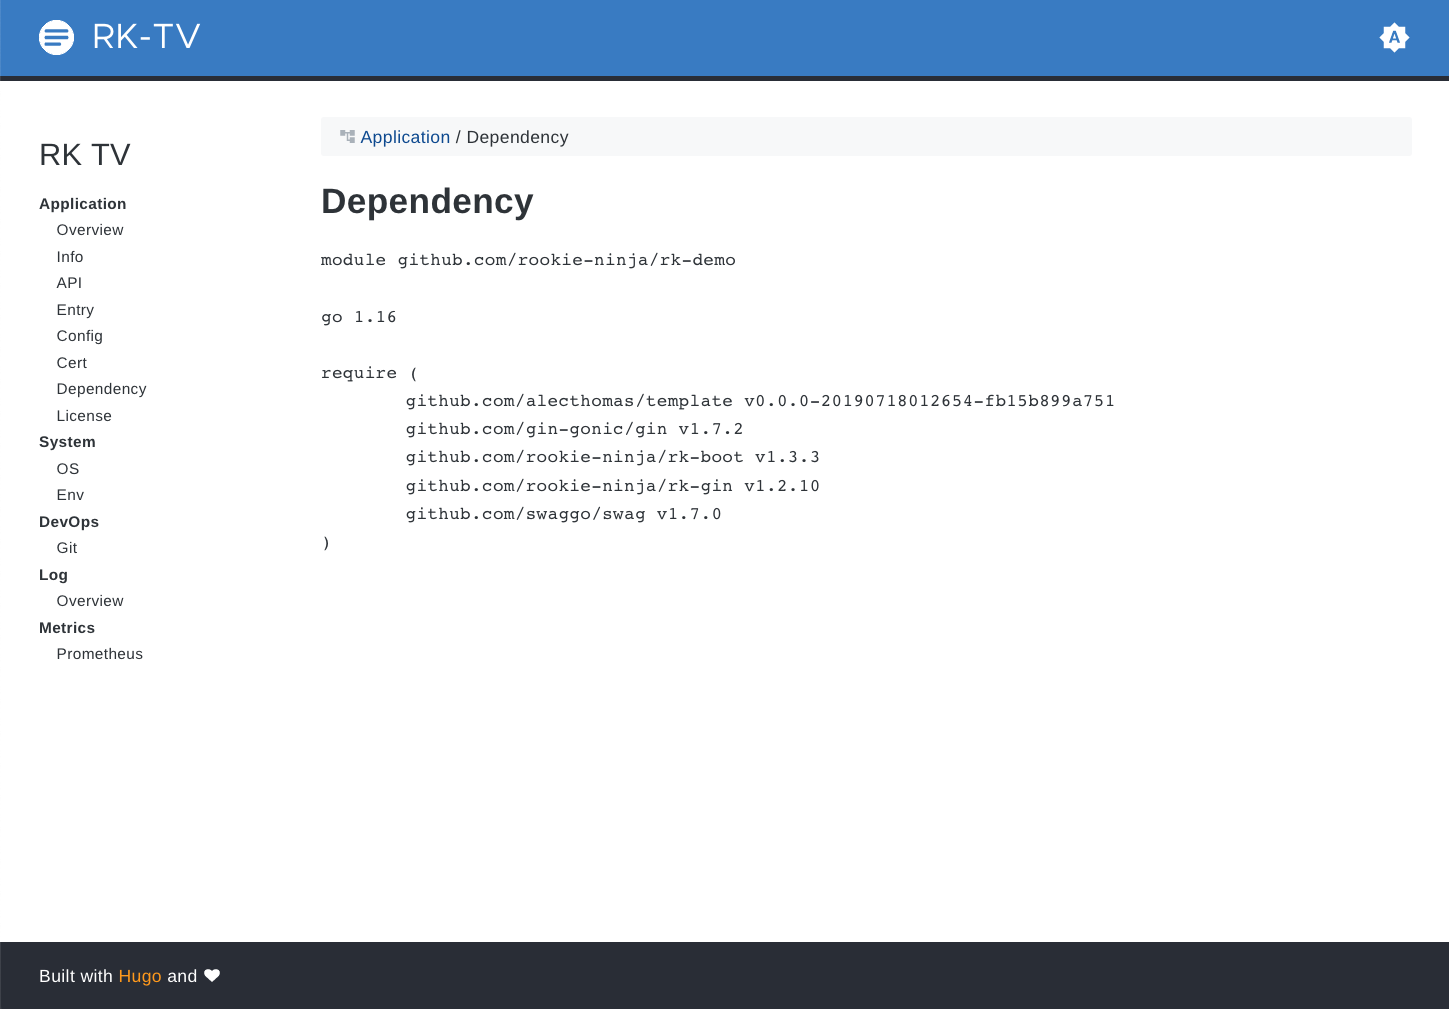 RK-TV
A
RK TV
Application
Overview
Info
API
Entry
Config
Cert
Dependency
License
System
OS
Env
DevOps
Git
Log
Overview
Metrics
Prometheus
Application / Dependency
Dependency
module github.com/rookie-ninja/rk-demo
go 1.16
require (
github.com/alecthomas/template v0.0.0-20190718012654-fb15b899a751
github.com/gin-gonic/gin v1.7.2
github.com/rookie-ninja/rk-boot v1.3.3
github.com/rookie-ninja/rk-gin v1.2.10
github.com/swaggo/swag v1.7.0
)
Built with Hugo and